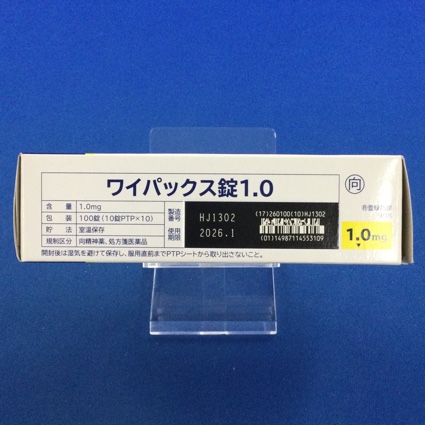 ワイパックス錠1.0
向
含 量 1.0mg
包 装 100錠(10錠PTP×10)
貯 法 室温保存
規制区分 向精神薬、処方箋医薬品
製造番号 HJ1302
使用期限 2026.1
(17)260100(10)HJ1302
(01)14987114553109
開封後は湿気を避けて保存し、服用直前までPTPシートから取り出さないこと。
1.0mg